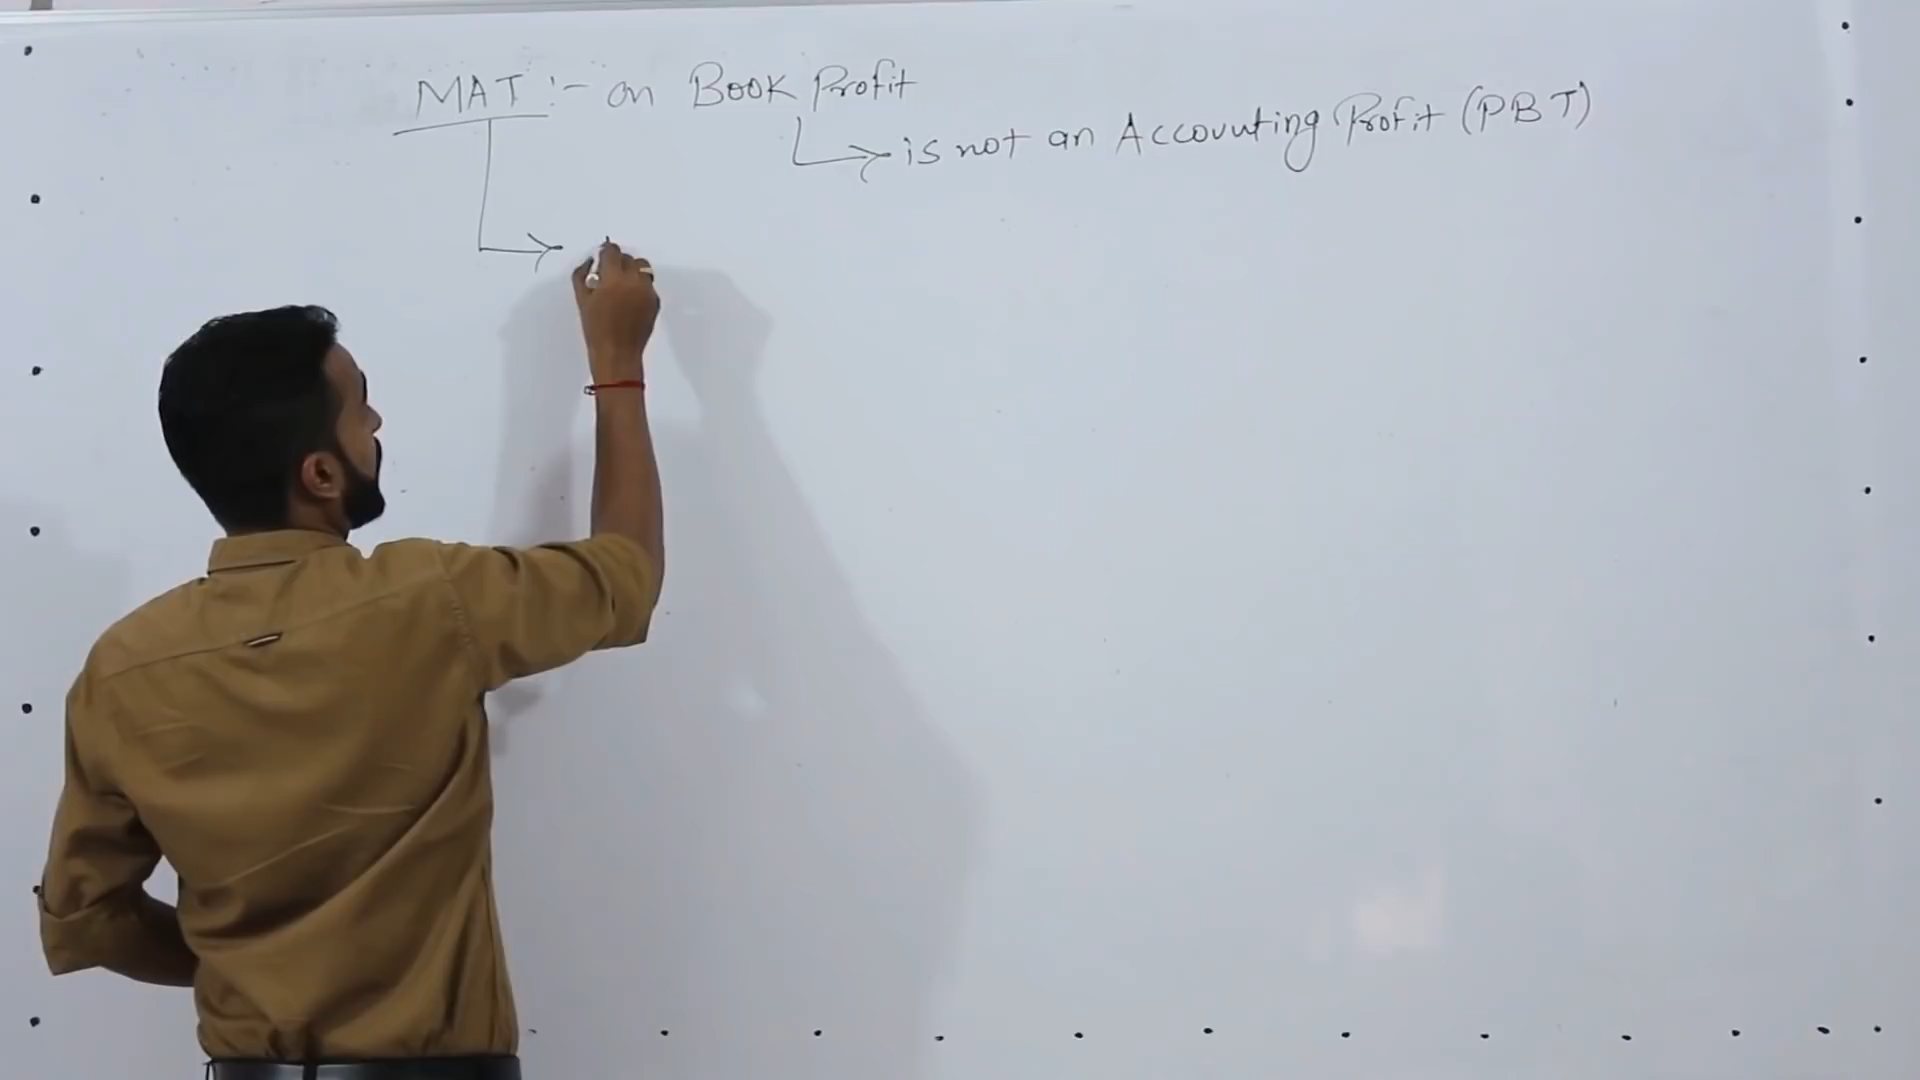 MAT :- on Book Profit
is not an Accounting Profit (PBT)